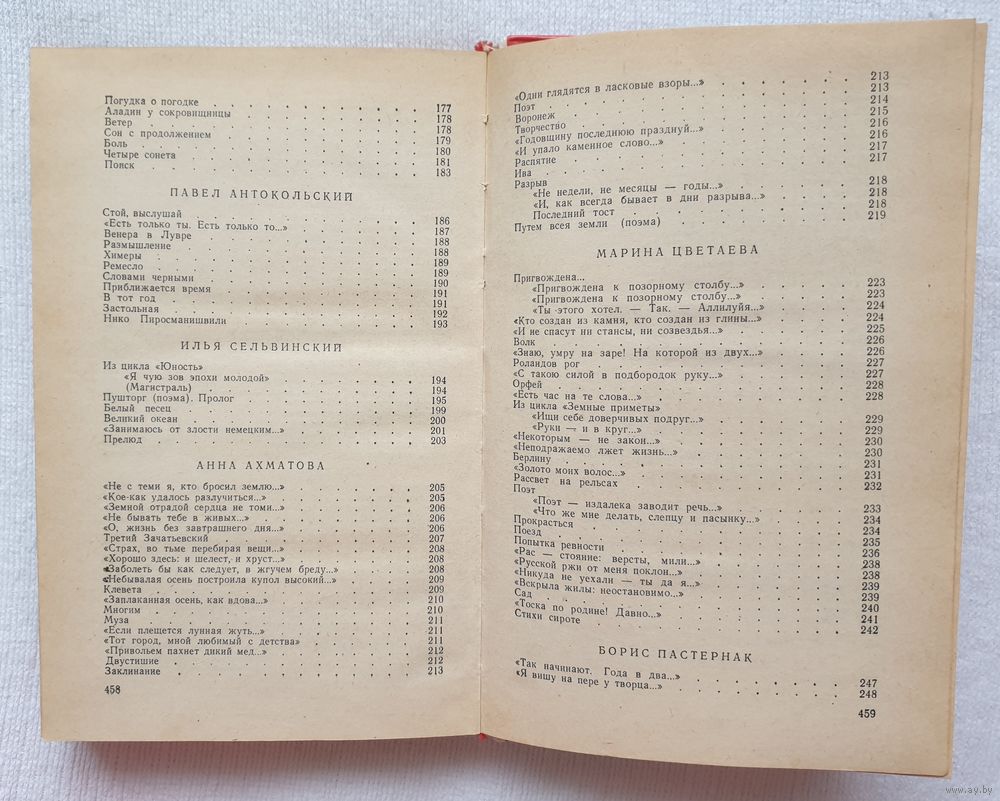 Погудка о погодке . . . . . . . . . . 177
Аладин у сокровищницы . . . . . . . . . . 178
Ветер . . . . . . . . . . 178
Сон с продолжением . . . . . . . . . . 179
Боль . . . . . . . . . . 180
Четыре сонета . . . . . . . . . . 181
Поиск . . . . . . . . . . 183
ПАВЕЛ АНТОКОЛЬСКИЙ
Стой, выслушай . . . . . . . . . . 186
«Есть только ты. Есть только то...» . . . . . . . . . . 187
Венера в Лувре . . . . . . . . . . 188
Размышление . . . . . . . . . . 188
Химеры . . . . . . . . . . 189
Ремесло . . . . . . . . . . 189
Словами черными . . . . . . . . . . 190
Приближается время . . . . . . . . . . 191
В тот год . . . . . . . . . . 191
Застольная . . . . . . . . . . 192
Нико Пиросманишвили . . . . . . . . . . 193
ИЛЬЯ СЕЛЬВИНСКИЙ
Из цикла «Юность»
«Я чую зов эпохи молодой» . . . . . . . . . . 194
(Магистраль) . . . . . . . . . . 194
Пушторг (поэма). Пролог . . . . . . . . . . 195
Белый песец . . . . . . . . . . 199
Великий океан . . . . . . . . . . 200
«Занимаюсь от злости немецким...» . . . . . . . . . . 201
Прелюд . . . . . . . . . . 203
АННА АХМАТОВА
«Не с теми я, кто бросил землю...» . . . . . . . . . . 205
«Кое-как удалось разлучиться...» . . . . . . . . . . 205
«Земной отрадой сердца не томи...» . . . . . . . . . . 206
«Не бывать тебе в живых...» . . . . . . . . . . 206
«О, жизнь без завтрашнего дня...» . . . . . . . . . . 206
Третий Зачатьевский . . . . . . . . . . 207
«Страх, во тьме перебирая вещи...» . . . . . . . . . . 208
«Хорошо здесь: и шелест, и хруст...» . . . . . . . . . . 208
«Заболеть бы как следует, в жгучем бреду...» . . . . . . . . . . 208
«Небывалая осень построила купол высокий...» . . . . . . . . . . 209
Клевета . . . . . . . . . . 209
«Заплаканная осень, как вдова...» . . . . . . . . . . 210
Многим . . . . . . . . . . 210
Муза . . . . . . . . . . 211
«Если плещется лунная жуть...» . . . . . . . . . . 211
«Тот город, мной любимый с детства» . . . . . . . . . . 211
«Привольем пахнет дикий мед...» . . . . . . . . . . 212
Двустишие . . . . . . . . . . 212
Заклинание . . . . . . . . . . 213
458
«Одни глядятся в ласковые взоры...» . . . . . . . . . . 213
Поэт . . . . . . . . . . 213
Воронеж . . . . . . . . . . 214
Творчество . . . . . . . . . . 215
«Годовщину последнюю празднуй...» . . . . . . . . . . 216
«И упало каменное слово...» . . . . . . . . . . 216
Распятие . . . . . . . . . . 217
Ива . . . . . . . . . . 217
Разрыв
«Не недели, не месяцы — годы...» . . . . . . . . . . 218
«И, как всегда бывает в дни разрыва...» . . . . . . . . . . 218
Последний тост . . . . . . . . . . 218
Путем всея земли (поэма) . . . . . . . . . . 219
МАРИНА ЦВЕТАЕВА
Пригвождена...
«Пригвождена к позорному столбу...» . . . . . . . . . . 223
«Пригвождена к позорному столбу...» . . . . . . . . . . 223
«Ты этого хотел. — Так. — Аллилуйя...» . . . . . . . . . . 224
«Кто создан из камня, кто создан из глины...» . . . . . . . . . . 224
«И не спасут ни стансы, ни созвездья...» . . . . . . . . . . 225
Волк . . . . . . . . . . 226
«Знаю, умру на заре! На которой из двух...» . . . . . . . . . . 226
Роландов рог . . . . . . . . . . 227
«С такою силой в подбородок руку...» . . . . . . . . . . 227
Орфей . . . . . . . . . . 228
«Есть час на те слова...» . . . . . . . . . . 228
Из цикла «Земные приметы»
«Ищи себе доверчивых подруг...» . . . . . . . . . . 229
«Руки — и в круг...» . . . . . . . . . . 229
«Некоторым — не закон...» . . . . . . . . . . 230
«Неподражаемо лжет жизнь...» . . . . . . . . . . 230
Берлину . . . . . . . . . . 231
«Золото моих волос...» . . . . . . . . . . 231
Рассвет на рельсах . . . . . . . . . . 232
Поэт
«Поэт — издалека заводит речь...» . . . . . . . . . . 233
«Что же мне делать, слепцу и пасынку...» . . . . . . . . . . 234
Прокрасться . . . . . . . . . . 234
Поезд . . . . . . . . . . 235
Попытка ревности . . . . . . . . . . 236
«Рас — стояние: версты, мили...» . . . . . . . . . . 238
«Русской ржи от меня поклон...» . . . . . . . . . . 238
«Никуда не уехали — ты да я...» . . . . . . . . . . 239
«Вскрыла жилы: неостановимо...» . . . . . . . . . . 239
Сад . . . . . . . . . . 240
«Тоска по родине! Давно...» . . . . . . . . . . 241
Стихи сироте . . . . . . . . . . 242
БОРИС ПАСТЕРНАК
«Так начинают. Года в два...» . . . . . . . . . . 247
«Я вишу на пере у творца...» . . . . . . . . . . 248
459
www.ay.by